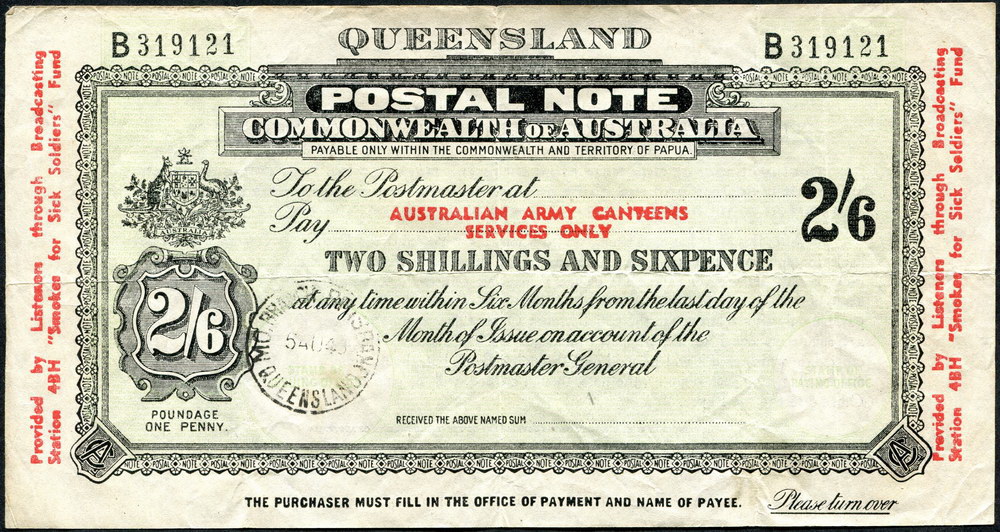 B319121
QUEENSLAND
B319121
POSTAL NOTE
COMMONWEALTH OF AUSTRALIA
PAYABLE ONLY WITHIN THE COMMONWEALTH AND TERRITORY OF PAPUA.
To the Postmaster at
Pay AUSTRALIAN ARMY CANTEENS
SERVICES ONLY
2/6
TWO SHILLINGS AND SIXPENCE
at any time within Six Months from the last day of the
Month of Issue on account of the
Postmaster General
AUSTRALIA
2/6
POUNDAGE
ONE PENNY.
QUEENSLAND
RECEIVED THE ABOVE NAMED SUM
THE PURCHASER MUST FILL IN THE OFFICE OF PAYMENT AND NAME OF PAYEE.
Please turn over
Provided by Listeners through Broadcasting
Station 4BH "Smokes for Sick Soldiers" Fund
Provided by Listeners through Broadcasting
Station 4BH "Smokes for Sick Soldiers" Fund